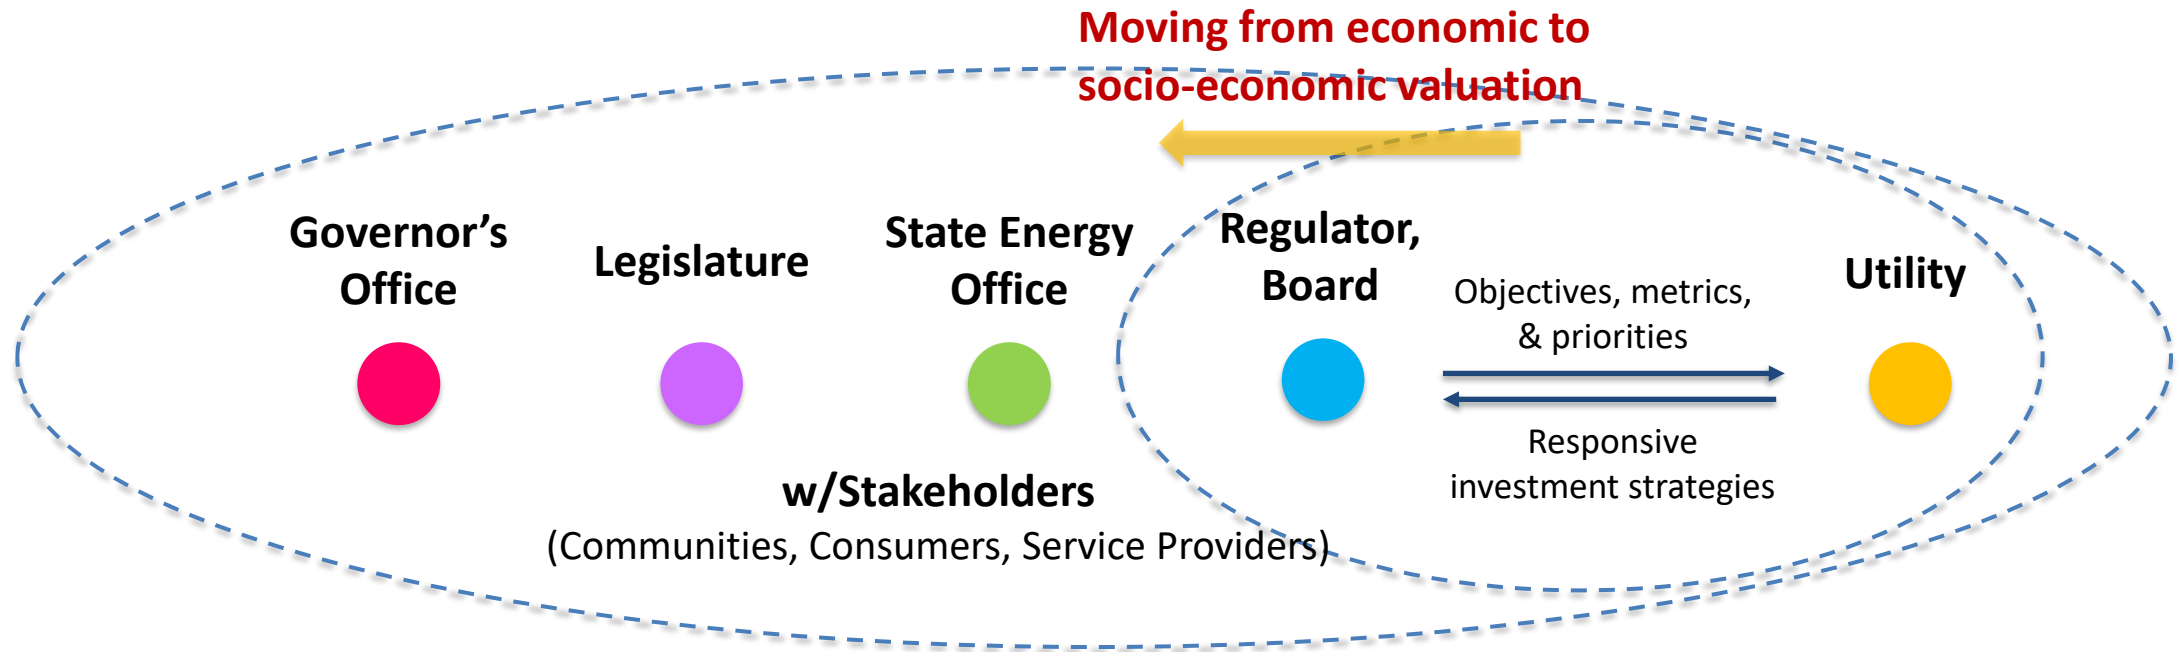 Moving from economic to
socio-economic valuation
Governor’s
Office
Legislature
State Energy
Office
Regulator,
Board
Objectives, metrics,
& priorities
Utility
Responsive
investment strategies
w/Stakeholders
(Communities, Consumers, Service Providers)